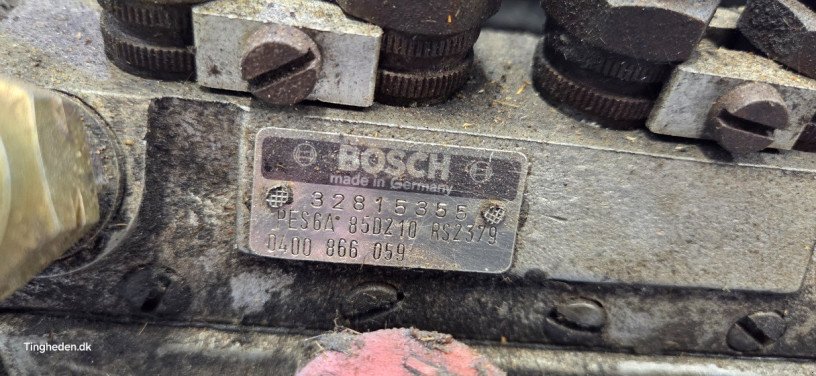 BOSCH
made in Germany
32815355
PES6A 85D210 RS2379
0400 866 059
Tingheden.dk